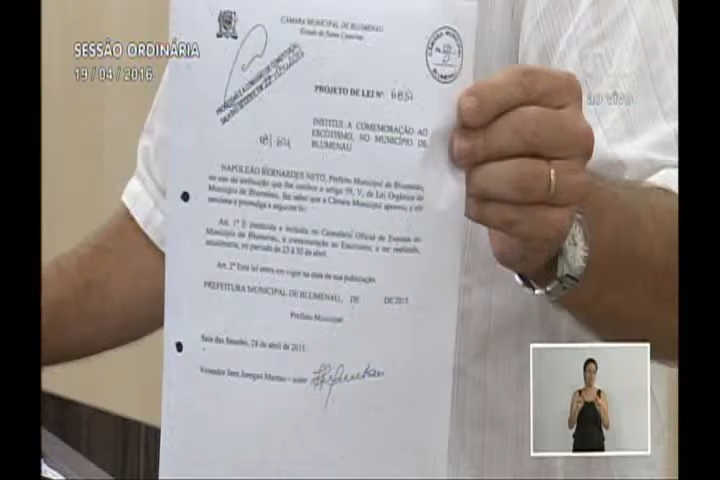 SESSÃO ORDINÁRIA
19 / 04 / 2016
ao vivo
CÂMARA MUNICIPAL DE BLUMENAU
Estado de Santa Catarina
CÂMARA MUNICIPAL
BLUMENAU
PROJETO DE LEI Nº
INSTITUI A COMEMORAÇÃO AO
ESCOTISMO, NO MUNICÍPIO DE
BLUMENAU
NAPOLEÃO BERNARDES NETO, Prefeito Municipal de Blumenau,
no uso da atribuição que lhe confere o artigo 59, V, da Lei Orgânica do
Município de Blumenau, faz saber que a Câmara Municipal aprovou e ele
sanciona e promulga a seguinte lei:
Art. 1º É instituída e incluída no Calendário Oficial de Eventos do
Município de Blumenau, a comemoração ao Escotismo, a ser realizada,
anualmente, no período de 23 a 30 de abril.
Art. 2º Esta lei entra em vigor na data de sua publicação.
PREFEITURA MUNICIPAL DE BLUMENAU, DE DE 2015
Prefeito Municipal
Sala das Sessões, 28 de abril de 2015
Vereador Jens Juergen Mantau - autor